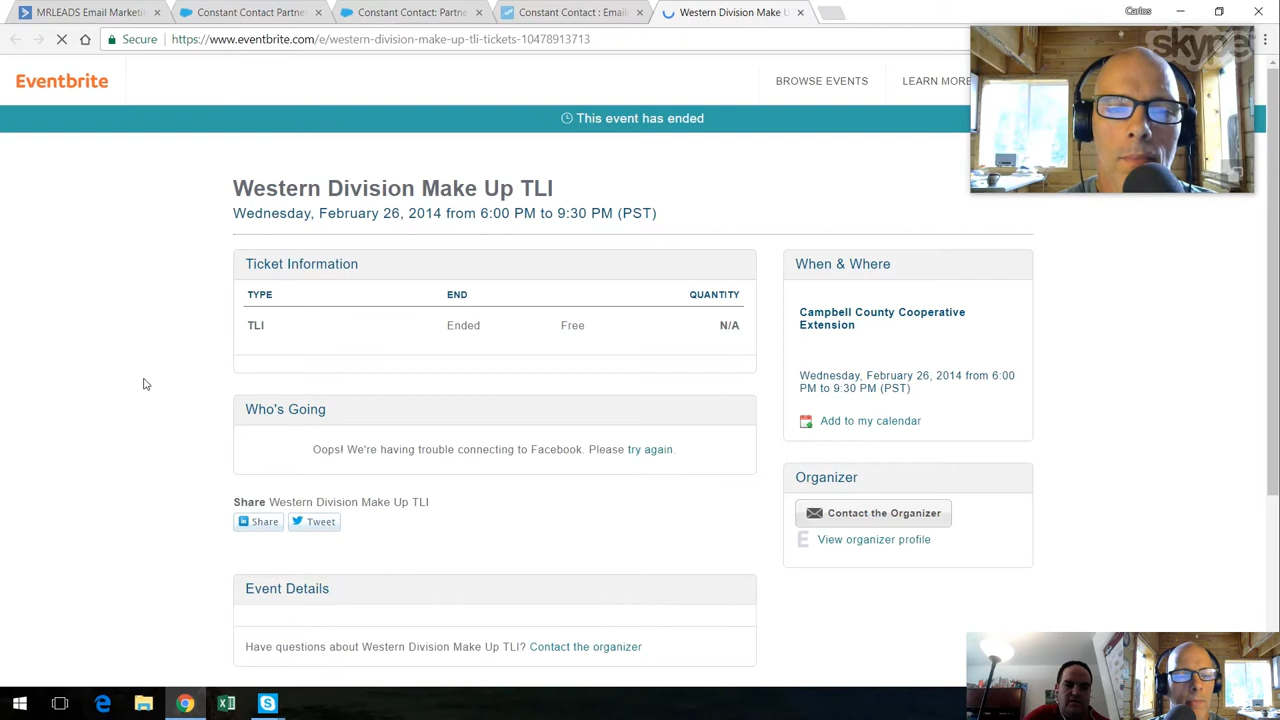 MRLEADS Email Marketi
Constant Contact Partner
Constant Contact: Partne
Constant Contact : Email
Western Division Make U
Carlos
Secure
https://www.eventbrite.com/e/western-division-make-up-tli-tickets-10478913713
skype
Eventbrite
BROWSE EVENTS
LEARN MORE
This event has ended
Western Division Make Up TLI
Wednesday, February 26, 2014 from 6:00 PM to 9:30 PM (PST)
Ticket Information
TYPE END QUANTITY
TLI Ended Free N/A
Who's Going
Oops! We're having trouble connecting to Facebook. Please try again.
Share Western Division Make Up TLI
Share
Tweet
Event Details
Have questions about Western Division Make Up TLI? Contact the organizer
When & Where
Campbell County Cooperative
Extension
Wednesday, February 26, 2014 from 6:00
PM to 9:30 PM (PST)
Add to my calendar
Organizer
Contact the Organizer
View organizer profile